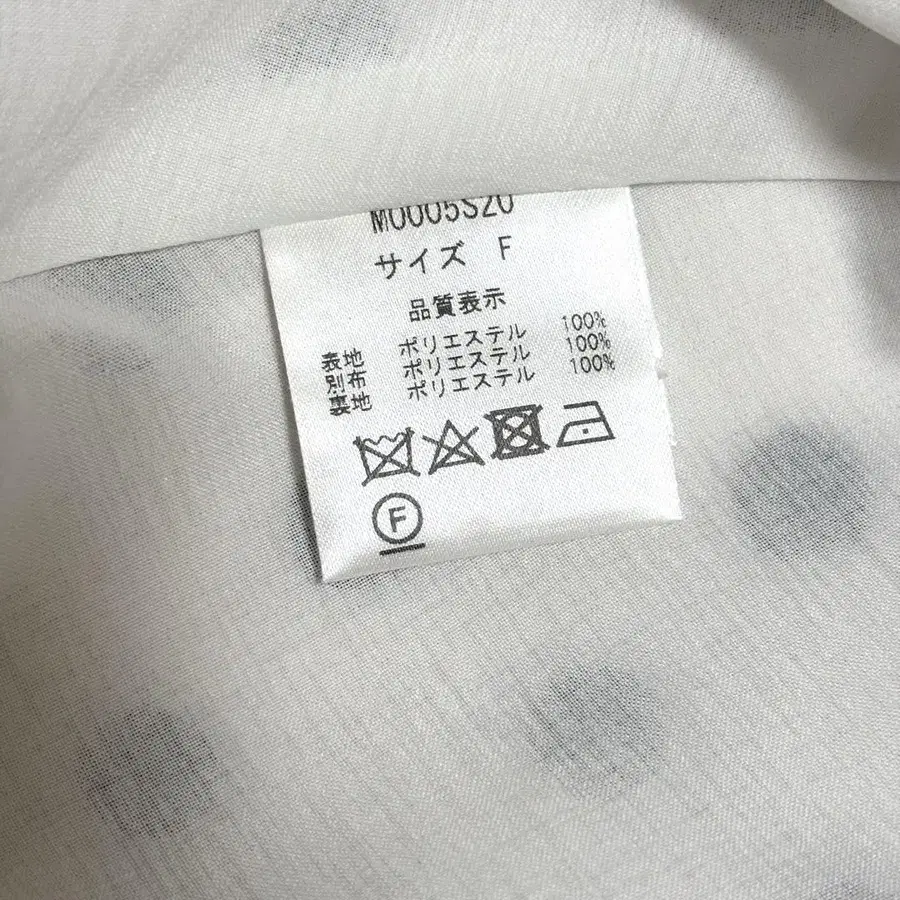 M0005S20
サイズ F
品質表示
表地 ポリエステル 100%
別布 ポリエステル 100%
裏地 ポリエステル 100%
F